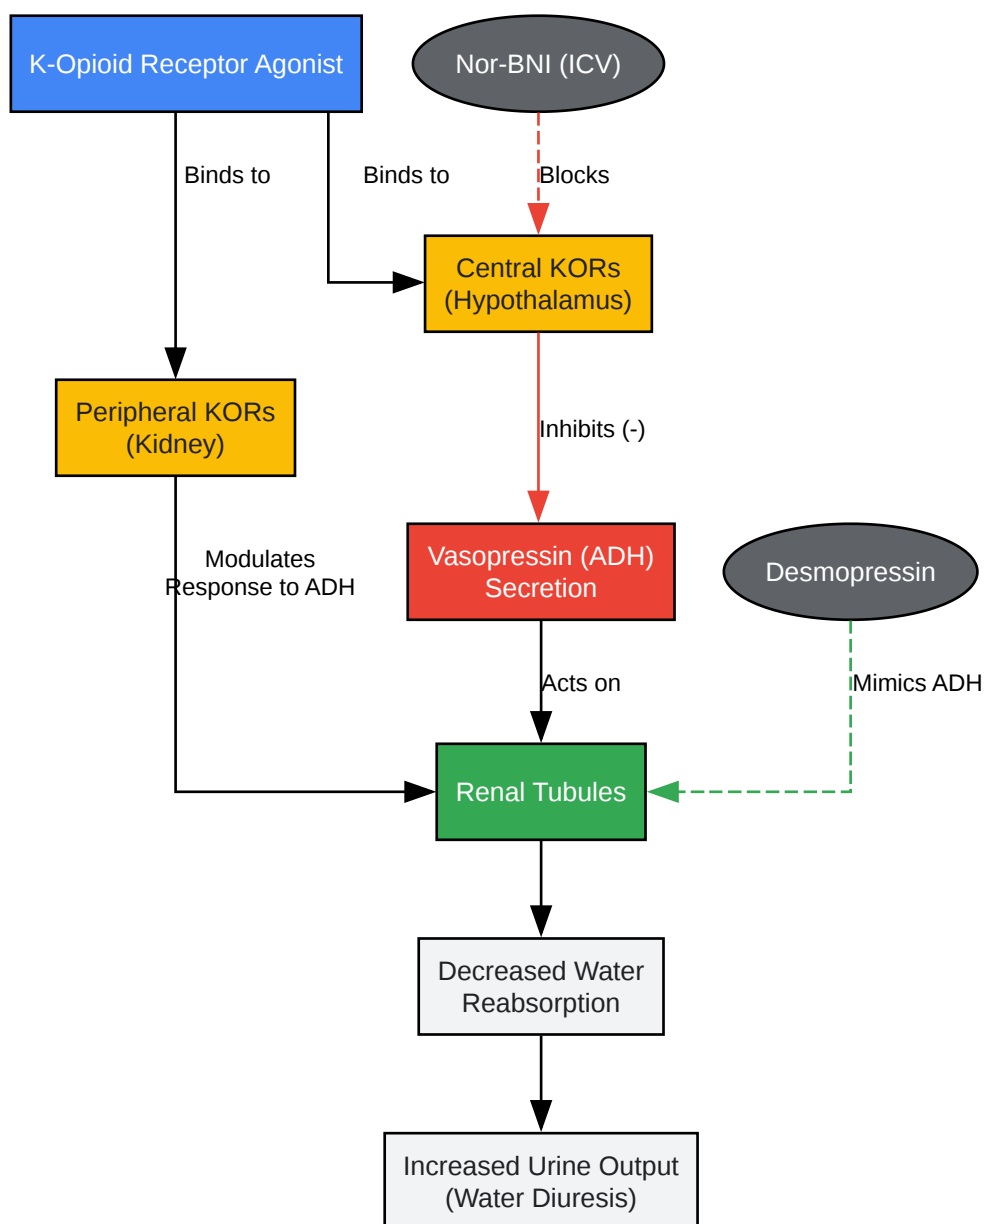 K-Opioid Receptor Agonist
Nor-BNI (ICV)
Binds to
Binds to
Blocks
Central KORs
(Hypothalamus)
Peripheral KORs
(Kidney)
Inhibits (-)
Modulates
Response to ADH
Vasopressin (ADH)
Secretion
Desmopressin
Acts on
Mimics ADH
Renal Tubules
Decreased Water
Reabsorption
Increased Urine Output
(Water Diuresis)